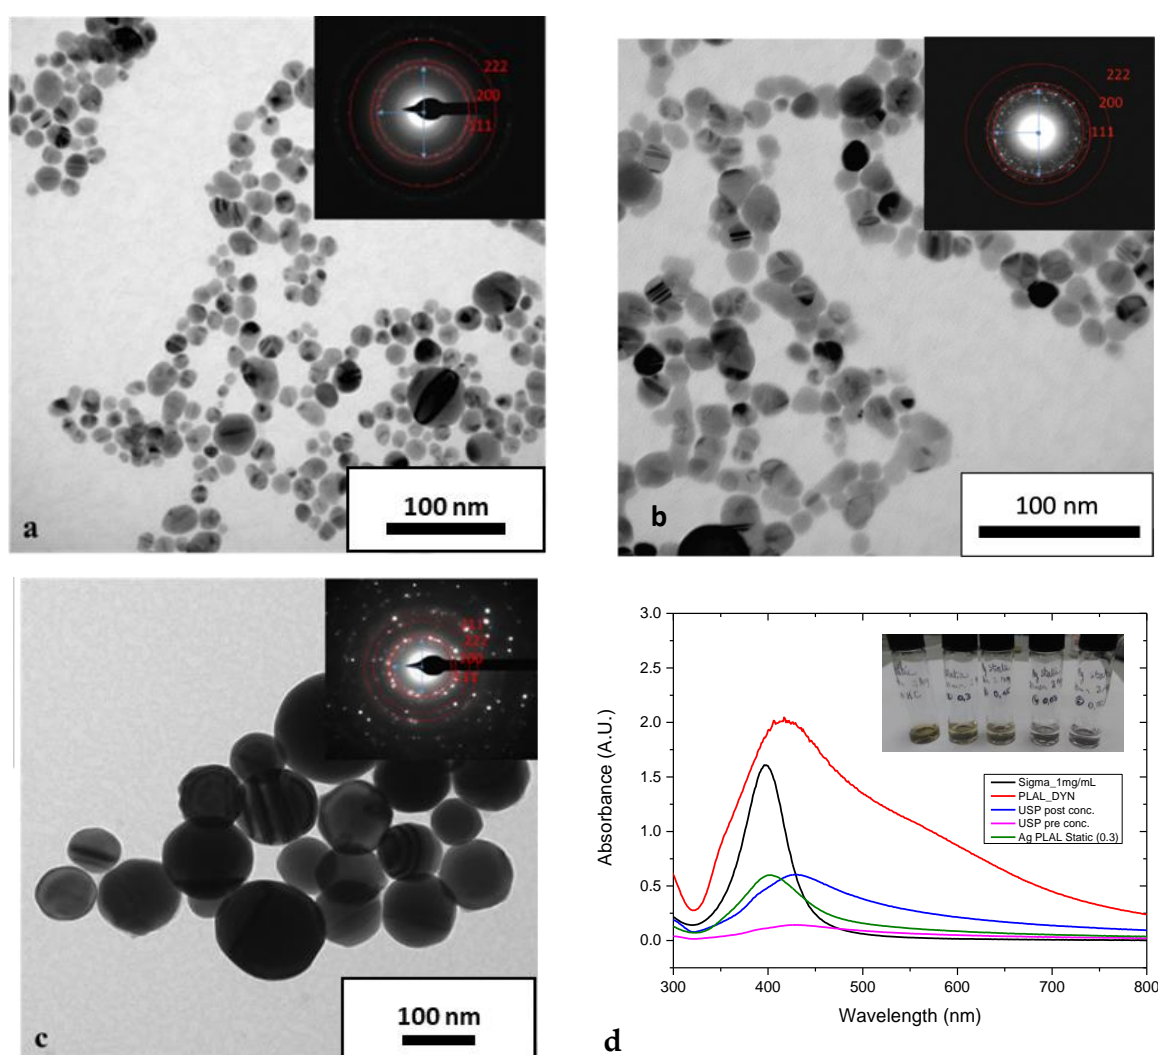 222
200
111
100 nm
a
222
200
111
100 nm
b
222
200
111
100 nm
c
3.0
2.5
2.0
1.5
1.0
0.5
0.0
Absorbance (A.U.)
Sigma_1mg/mL
PLAL_DYN
USP post conc.
USP pre conc.
Ag PLAL Static (0.3)
300
400
500
600
700
800
Wavelength (nm)
d